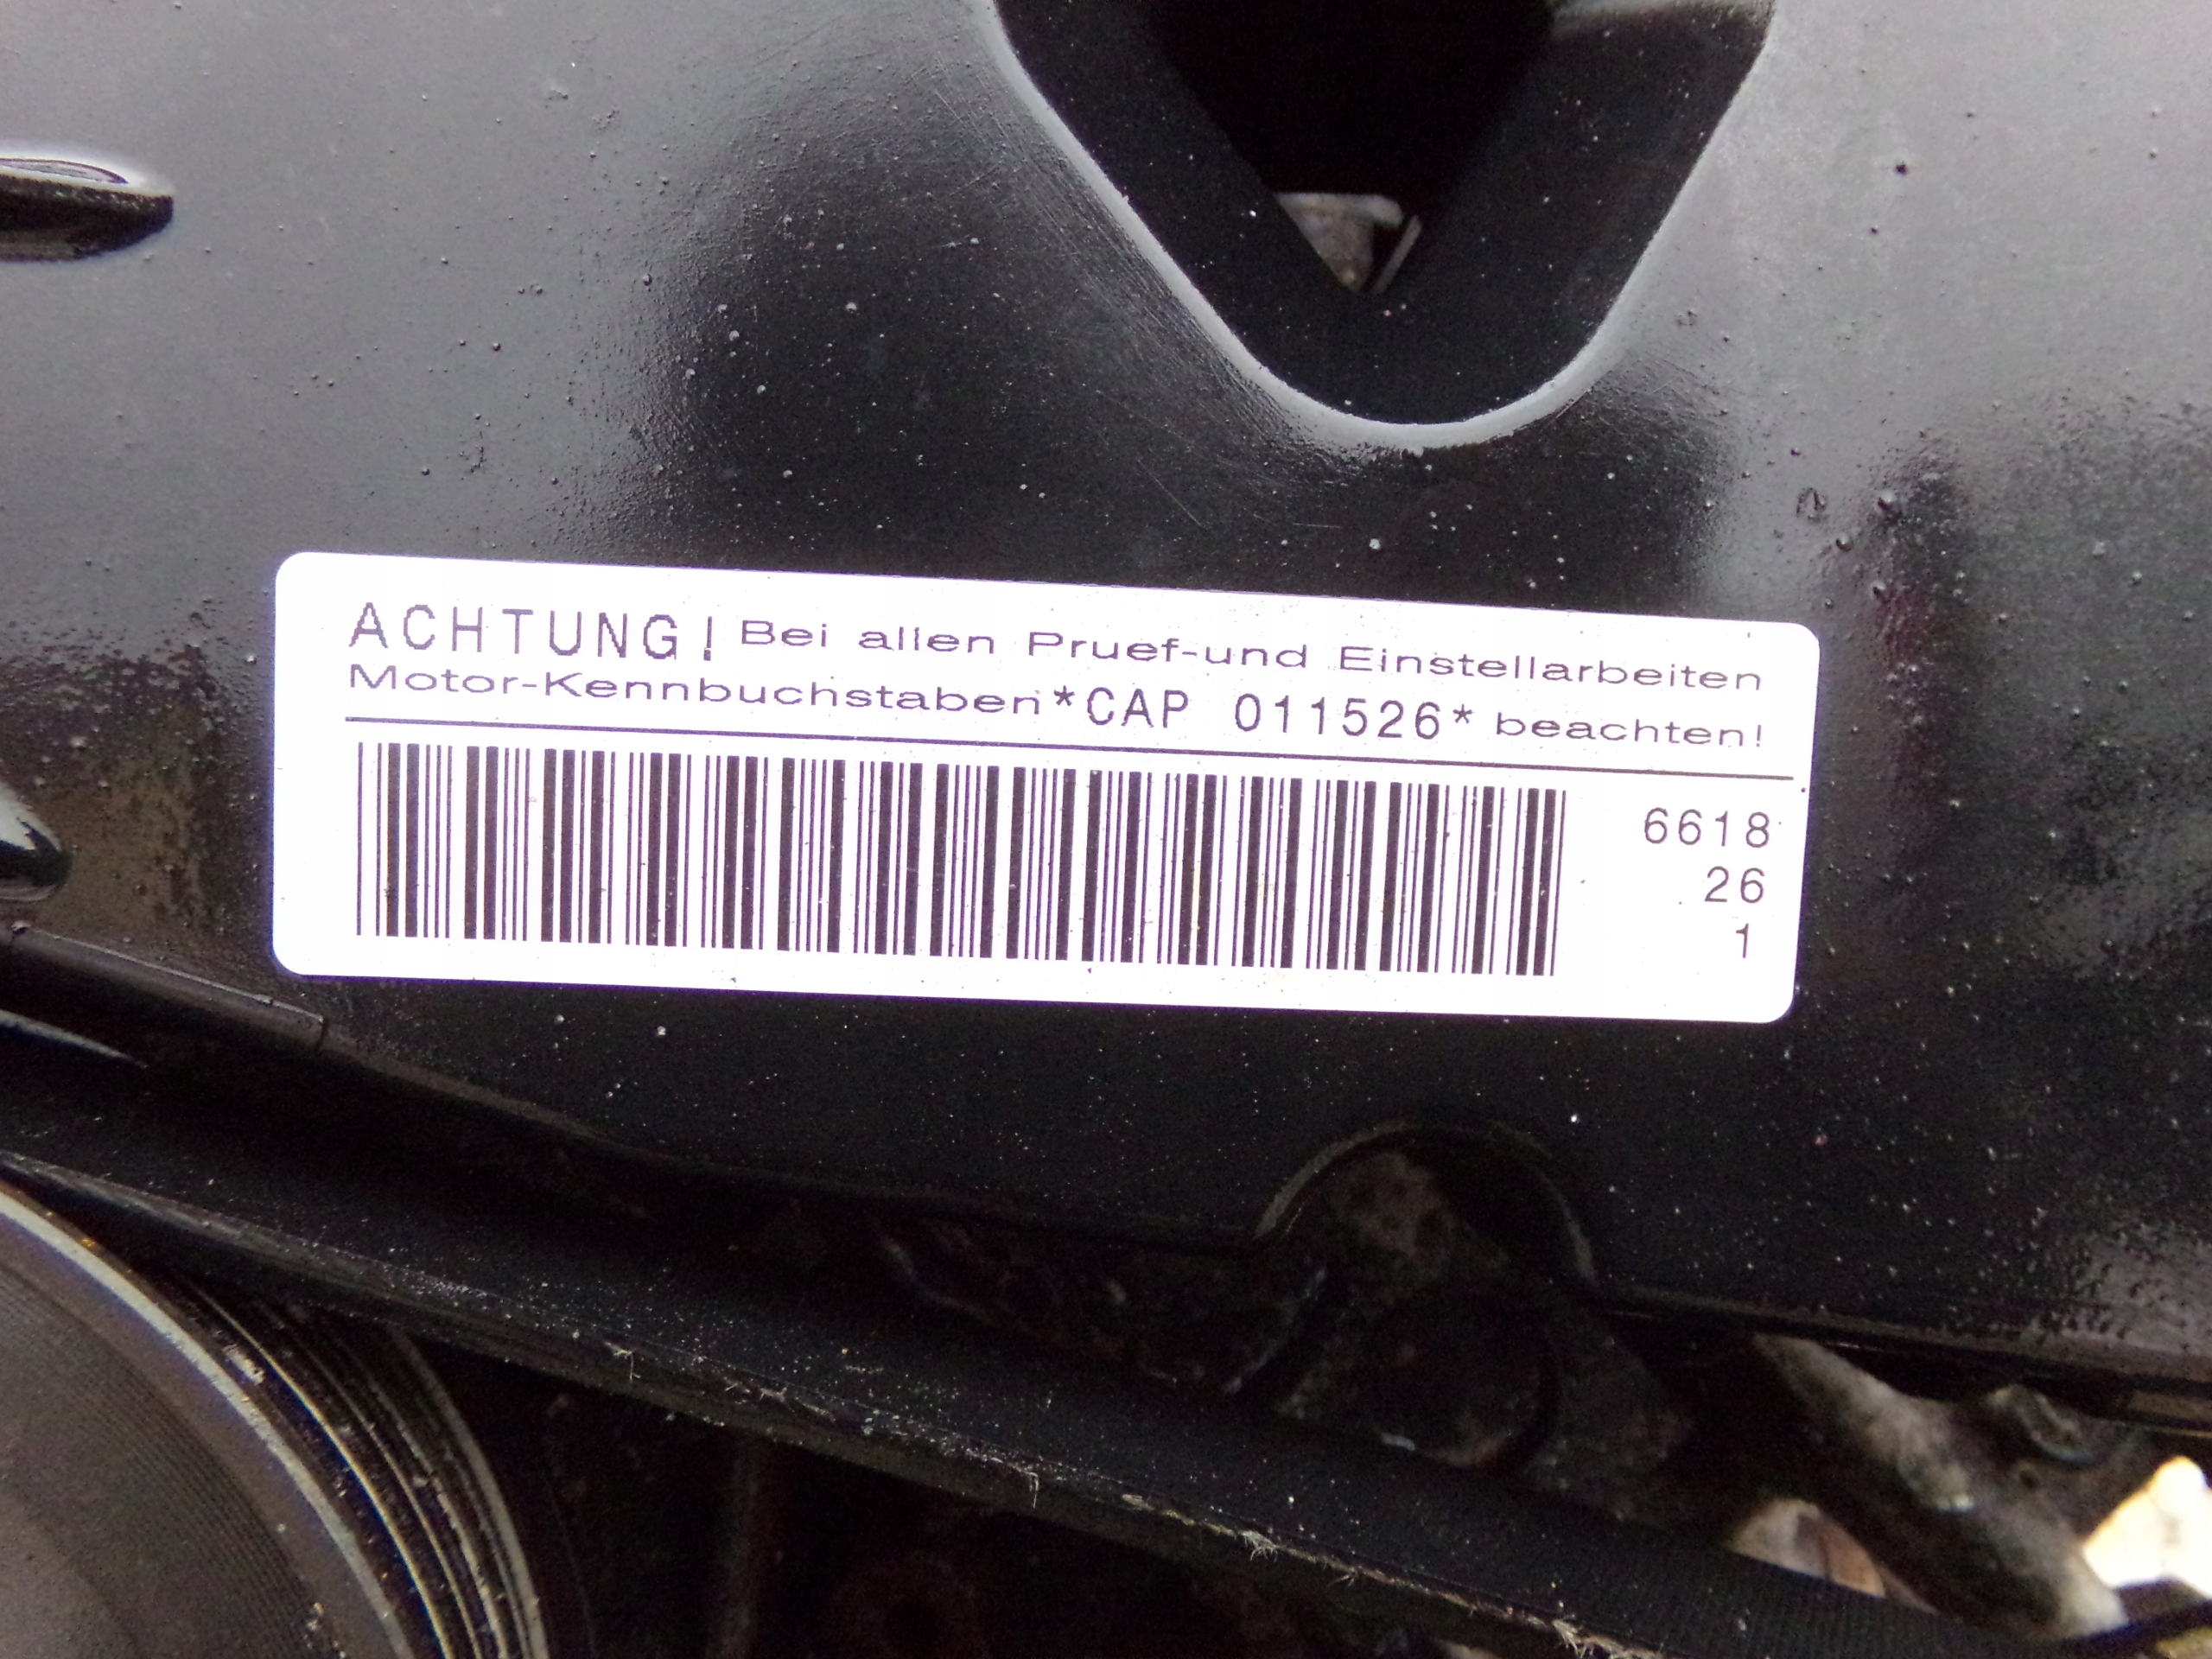 ACHTUNG! Bei allen Pruef-und Einstellarbeiten
Motor-Kennbuchstaben*CAP 011526* beachten!
6618
26
1